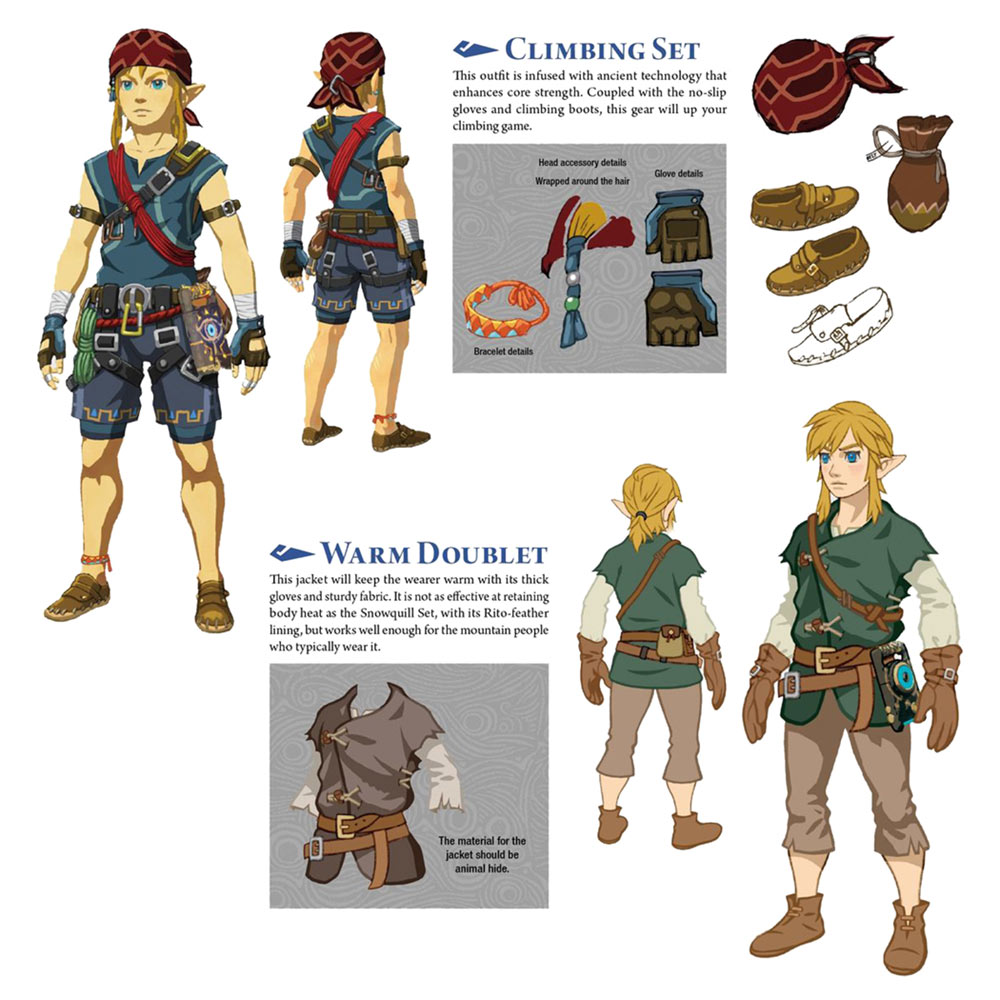 CLIMBING SET
This outfit is infused with ancient technology that
enhances core strength. Coupled with the no-slip
gloves and climbing boots, this gear will up your
climbing game.
Head accessory details
Wrapped around the hair
Glove details
Bracelet details
WARM DOUBLET
This jacket will keep the wearer warm with its thick
gloves and sturdy fabric. It is not as effective at retaining
body heat as the Snowquill Set, with its Rito-feather
lining, but works well enough for the mountain people
who typically wear it.
The material for the
jacket should be
animal hide.